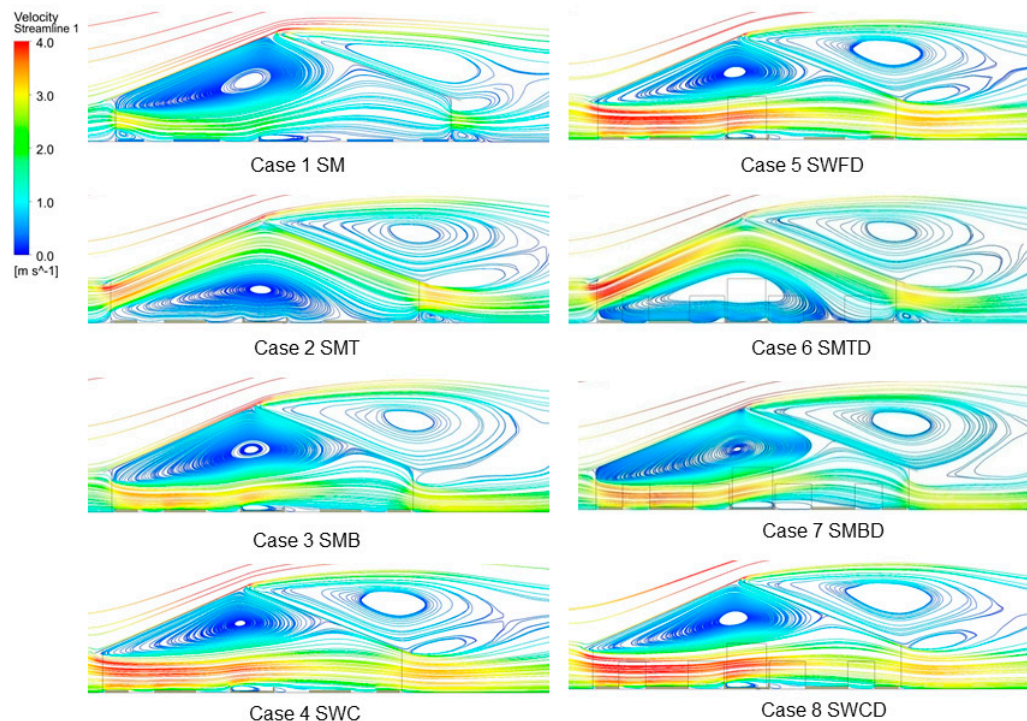 Velocity
Streamline 1
4.0
3.0
2.0
1.0
0.0
[m s^-1]
Case 1 SM
Case 5 SWFD
Case 2 SMT
Case 6 SMTD
Case 3 SMB
Case 7 SMBD
Case 4 SWC
Case 8 SWCD